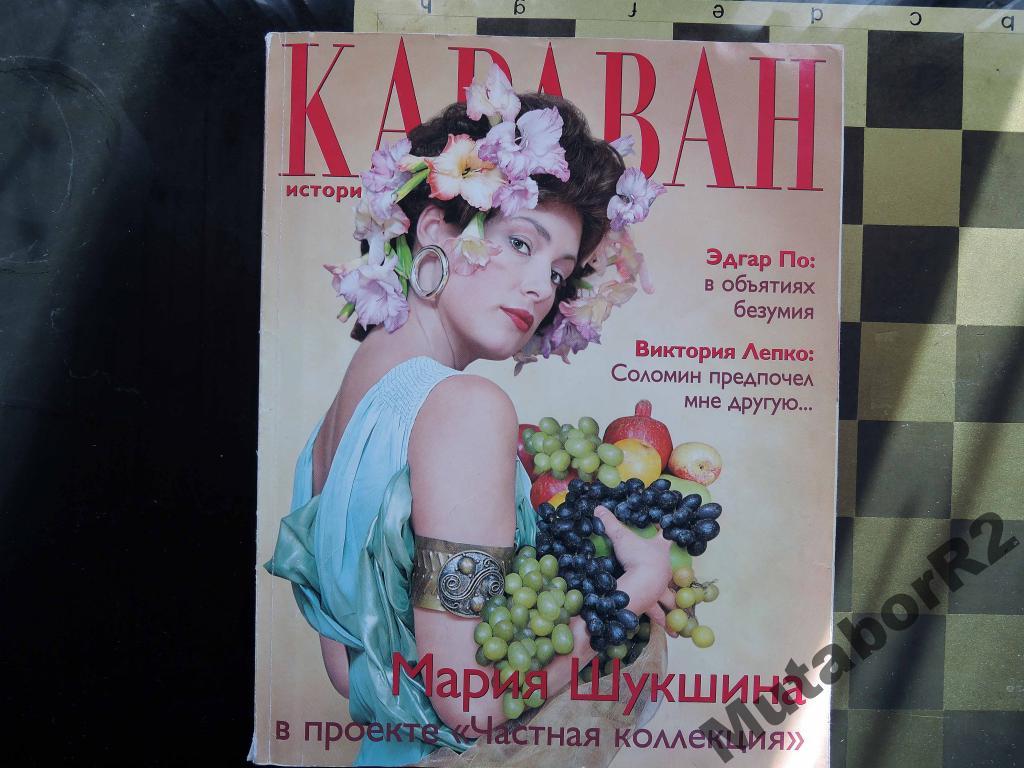 h g f e d c b
КАРАВАН
истори
Эдгар По:
в объятиях
безумия
Виктория Лепко:
Соломин предпочел
мне другую...
Мария Шукшина
в проекте «Частная коллекция»
MutaborR2